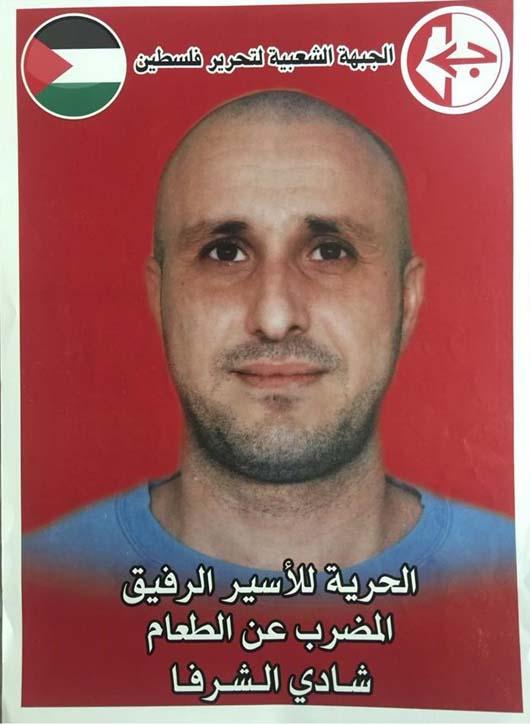 الجبهة الشعبية لتحرير فلسطين
الحرية للأسير الرفيق
المضرب عن الطعام
شادي الشرفا